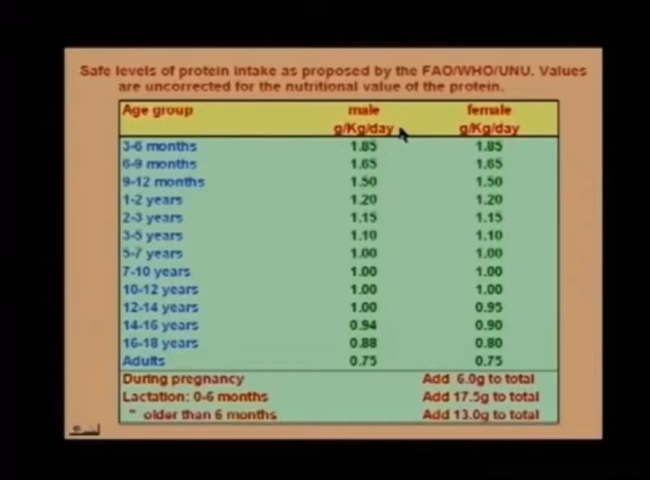 Safe levels of protein intake as proposed by the FAO/WHO/UNU. Values
are uncorrected for the nutritional value of the protein.
Age group male female
g/Kg/day g/Kg/day
3-6 months 1.85 1.85
6-9 months 1.65 1.65
9-12 months 1.50 1.50
1-2 years 1.20 1.20
2-3 years 1.15 1.15
3-5 years 1.10 1.10
5-7 years 1.00 1.00
7-10 years 1.00 1.00
10-12 years 1.00 1.00
12-14 years 1.00 0.95
14-16 years 0.94 0.90
16-18 years 0.88 0.80
Adults 0.75 0.75
During pregnancy Add 6.0g to total
Lactation: 0-6 months Add 17.5g to total
" older than 6 months Add 13.0g to total